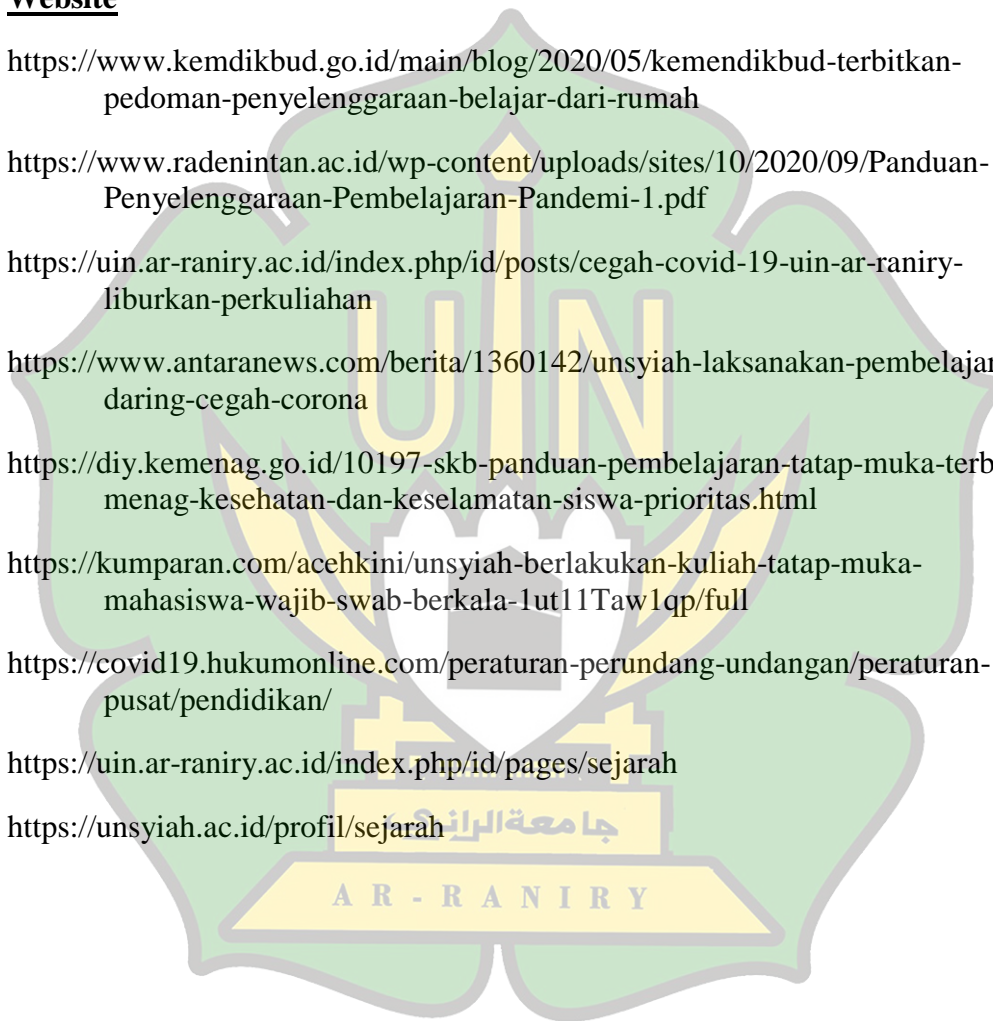 Website
https://www.kemdikbud.go.id/main/blog/2020/05/kemendikbud-terbitkan-
pedoman-penyelenggaraan-belajar-dari-rumah
https://www.radenintan.ac.id/wp-content/uploads/sites/10/2020/09/Panduan-
Penyelenggaraan-Pembelajaran-Pandemi-1.pdf
https://uin.ar-raniry.ac.id/index.php/id/posts/cegah-covid-19-uin-ar-raniry-
liburkan-perkuliahan
https://www.antaranews.com/berita/1360142/unsyiah-laksanakan-pembelajar
daring-cegah-corona
https://diy.kemenag.go.id/10197-skb-panduan-pembelajaran-tatap-muka-terb
menag-kesehatan-dan-keselamatan-siswa-prioritas.html
https://kumparan.com/acehkini/unsyiah-berlakukan-kuliah-tatap-muka-
mahasiswa-wajib-swab-berkala-1ut11Taw1qp/full
https://covid19.hukumonline.com/peraturan-perundang-undangan/peraturan-
pusat/pendidikan/
https://uin.ar-raniry.ac.id/index.php/id/pages/sejarah
https://unsyiah.ac.id/profil/sejarah
UIN
جامعة الرانيري
AR-RANIRY